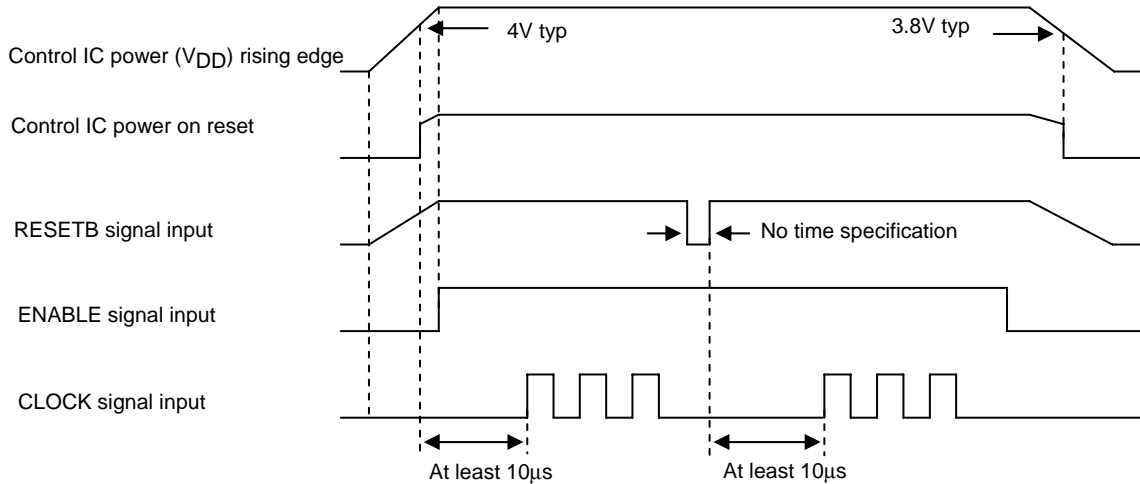 4V typ
3.8V typ
Control IC power (VDD) rising edge
Control IC power on reset
RESETB signal input
No time specification
ENABLE signal input
CLOCK signal input
At least 10μs
At least 10μs